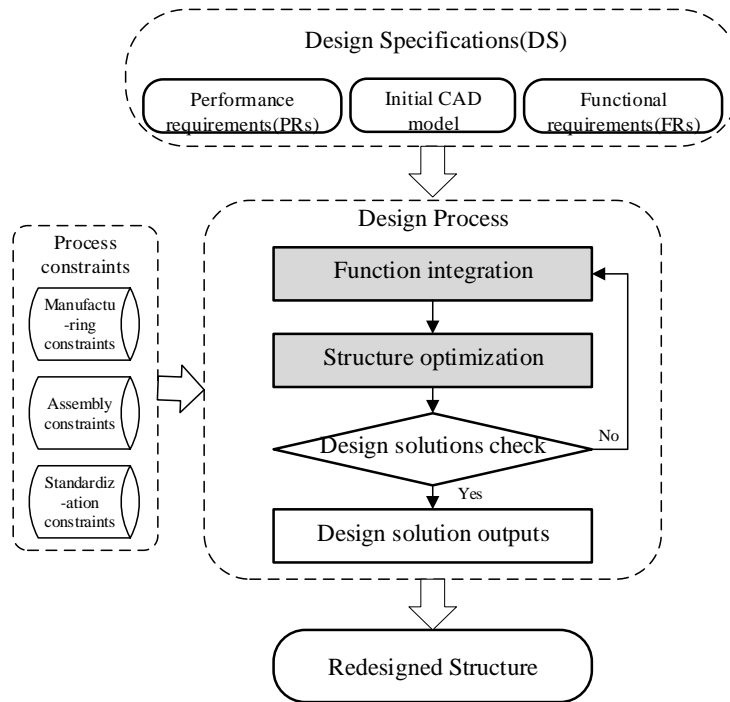 Design Specifications(DS)
Performance
requirements(PRs)
Initial CAD
model
Functional
requirements(FRs)
Design Process
Process
constraints
Manufactu
-ring
constraints
Assembly
constraints
Standardiz
-ation
constraints
Function integration
Structure optimization
Design solutions check
No
Yes
Design solution outputs
Redesigned Structure